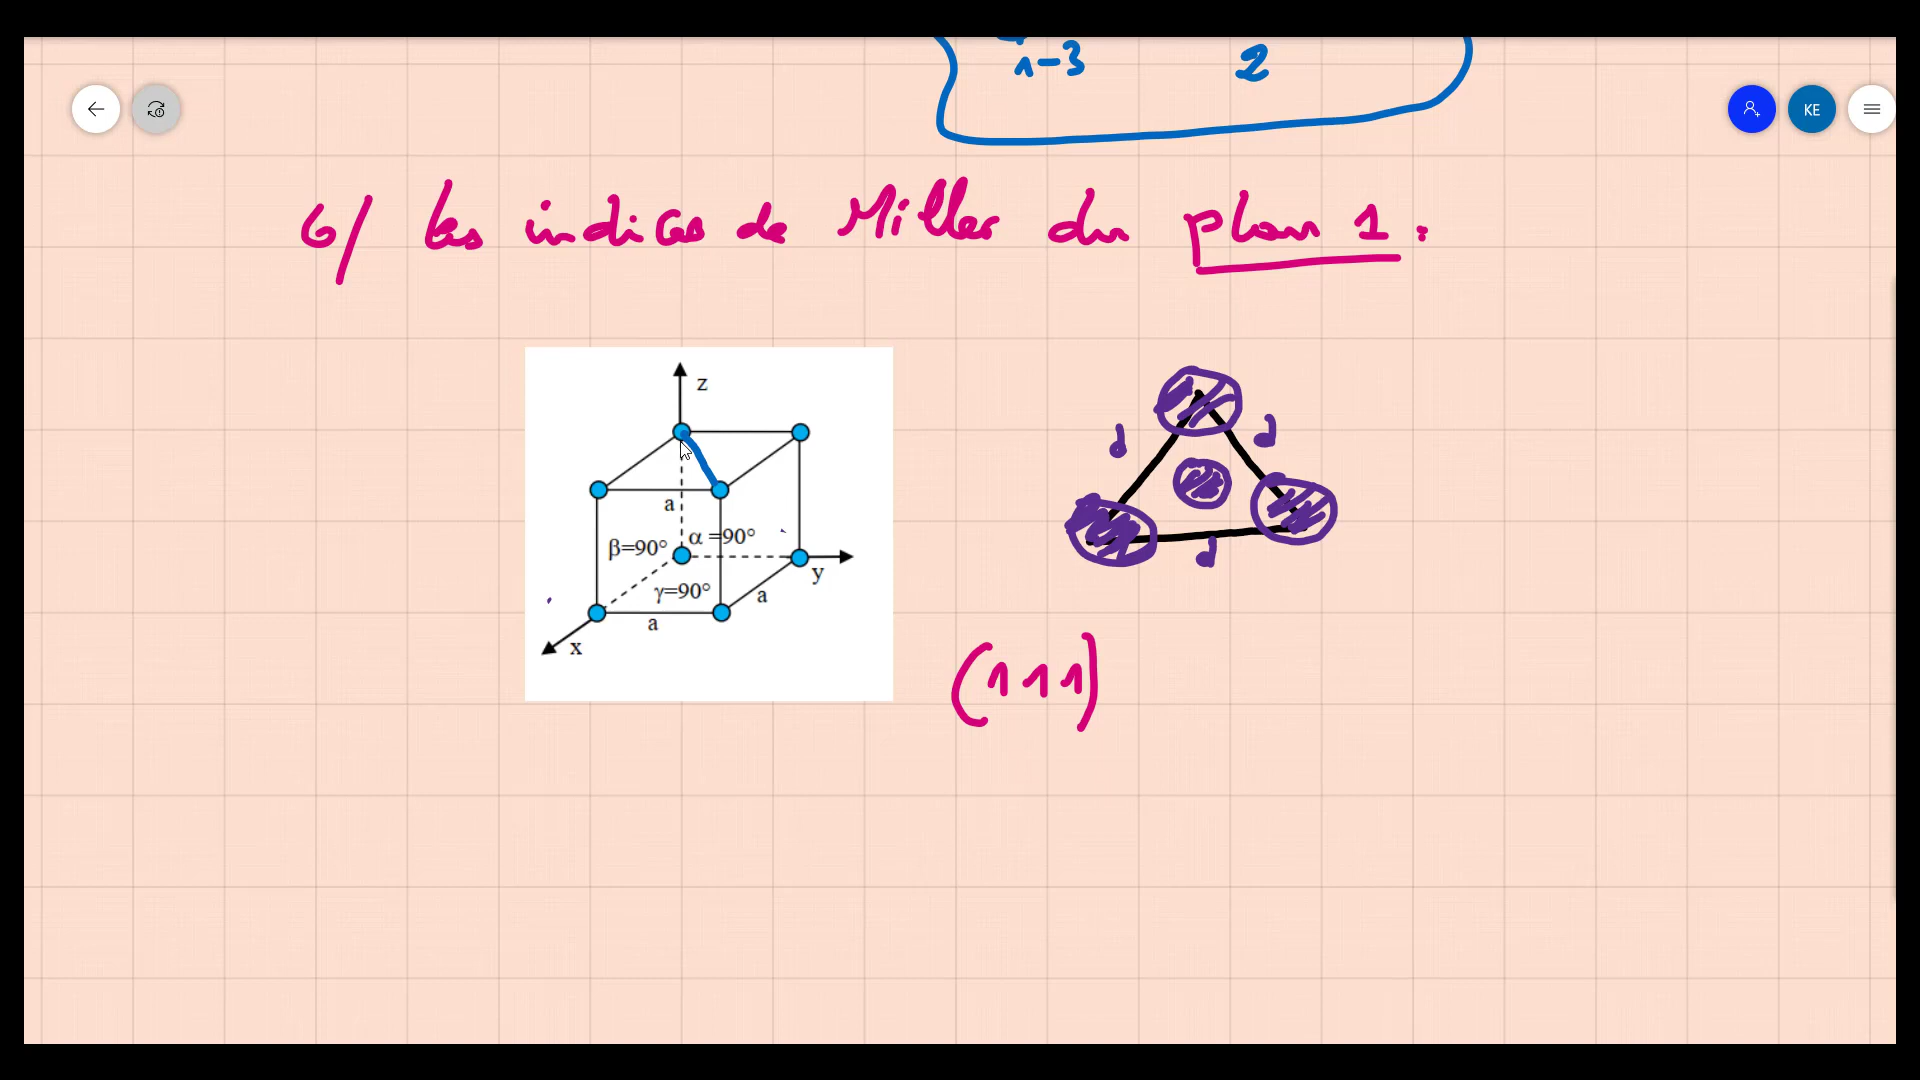 1-3 2
KE
6/ les indices de Miller du plan 1:
z
a
β=90° α=90°
y
γ=90° a
a
x
d d
d
(111)